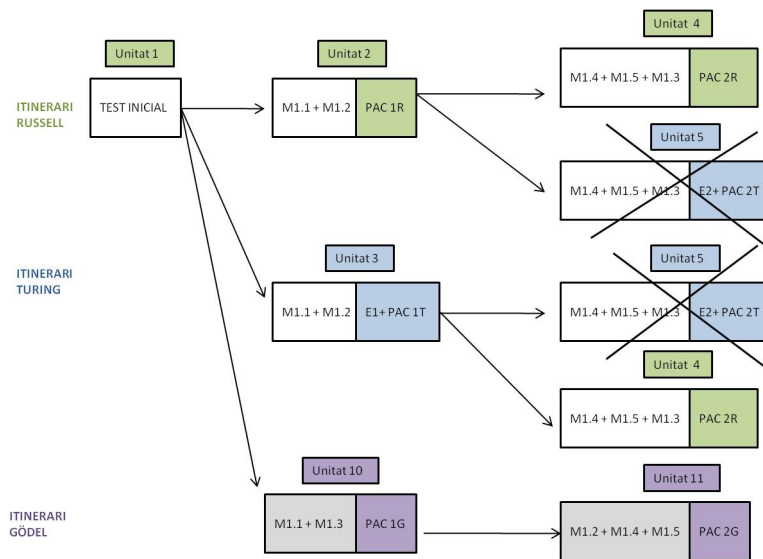 Unitat 4
Unitat 1
Unitat 2
ITINERARI
RUSSELL
TEST INICIAL
M1.1 + M1.2
PAC 1R
M1.4 + M1.5 + M1.3
PAC 2R
Unitat 5
M1.4 + M1.5 + M1.3
E2+ PAC 2T
ITINERARI
TURING
Unitat 3
Unitat 5
M1.1 + M1.2
E1+ PAC 1T
M1.4 + M1.5 + M1.3
E2+ PAC 2T
Unitat 4
M1.4 + M1.5 + M1.3
PAC 2R
Unitat 10
Unitat 11
ITINERARI
GÖDEL
M1.1 + M1.3
PAC 1G
M1.2 + M1.4 + M1.5
PAC 2G